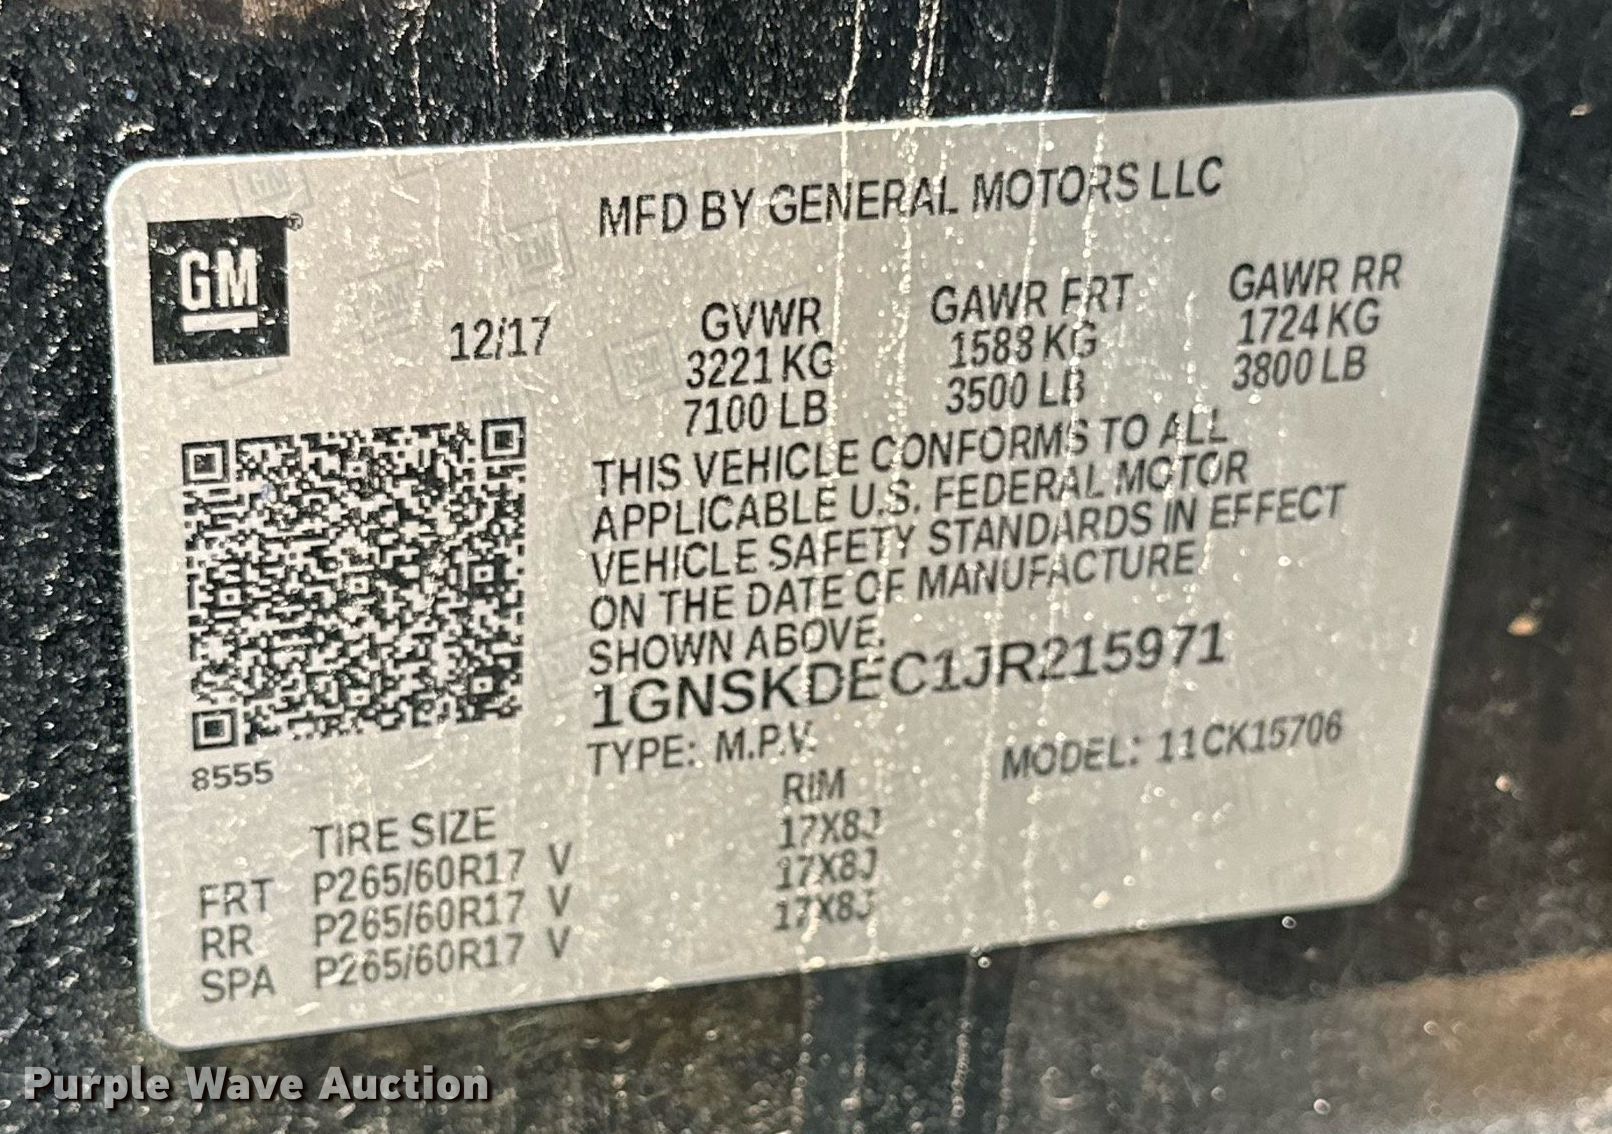 MFD BY GENERAL MOTORS LLC
GM
12/17
GVWR GAWR FRT GAWR RR
3221 KG 1588 KG 1724 KG
7100 LB 3500 LB 3800 LB
THIS VEHICLE CONFORMS TO ALL
APPLICABLE U.S. FEDERAL MOTOR
VEHICLE SAFETY STANDARDS IN EFFECT
ON THE DATE OF MANUFACTURE
SHOWN ABOVE.
1GNSKDEC1JR215971
TYPE: M.P.V. MODEL: 11CK15706
8555
TIRE SIZE RIM
FRT P265/60R17 V 17X8J
RR P265/60R17 V 17X8J
SPA P265/60R17 V 17X8J
Purple Wave Auction